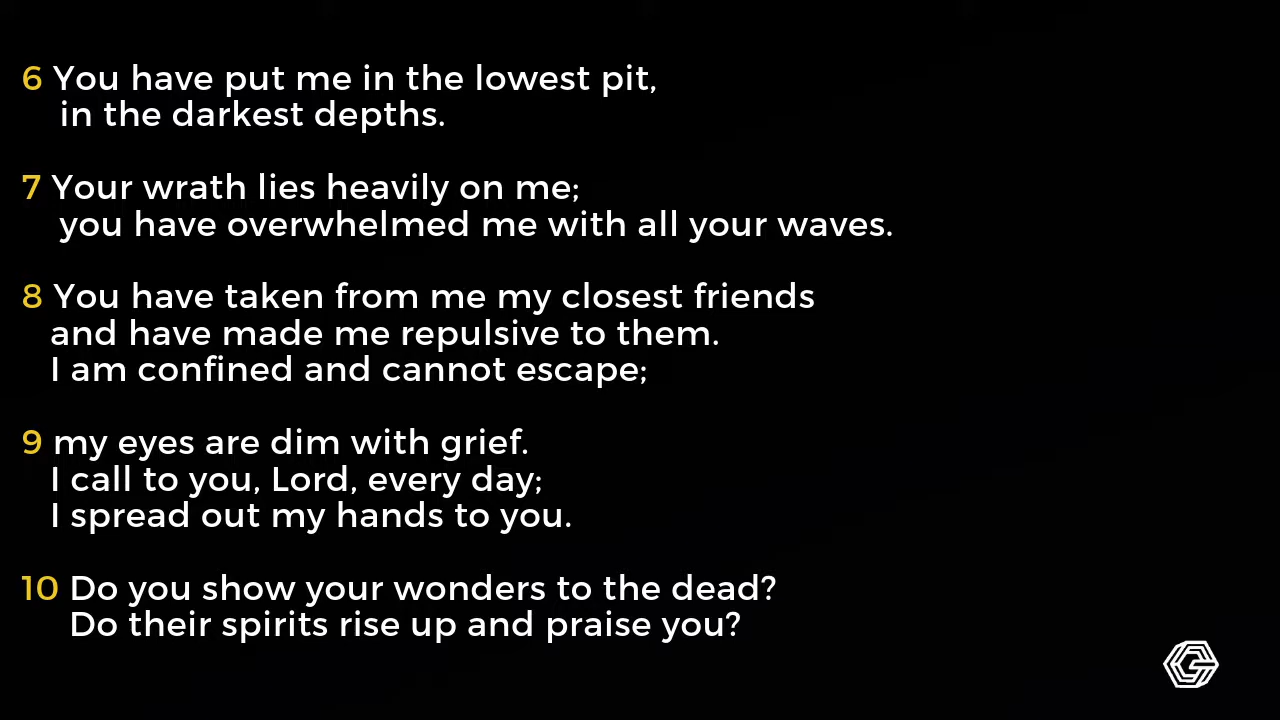 6 You have put me in the lowest pit,
in the darkest depths.
7 Your wrath lies heavily on me;
you have overwhelmed me with all your waves.
8 You have taken from me my closest friends
and have made me repulsive to them.
I am confined and cannot escape;
9 my eyes are dim with grief.
I call to you, Lord, every day;
I spread out my hands to you.
10 Do you show your wonders to the dead?
Do their spirits rise up and praise you?